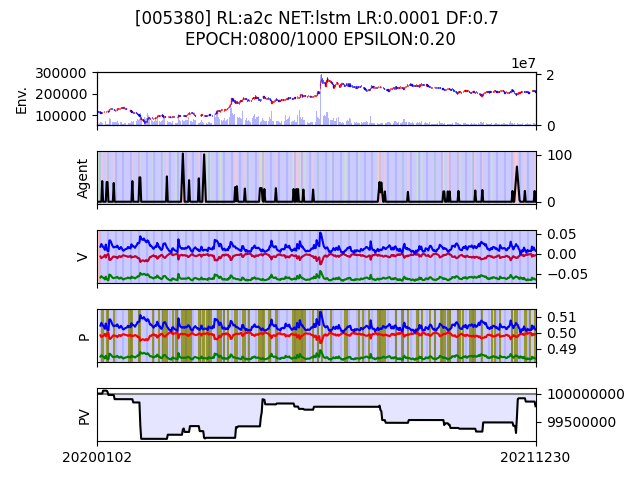 [005380] RL:a2c NET:lstm LR:0.0001 DF:0.7
EPOCH:0800/1000 EPSILON:0.20
1e7
300000
200000
100000
Env.
2
0
Agent
100
0
V
0.05
0.00
−0.05
P
0.51
0.50
0.49
PV
100000000
99500000
20200102
20211230